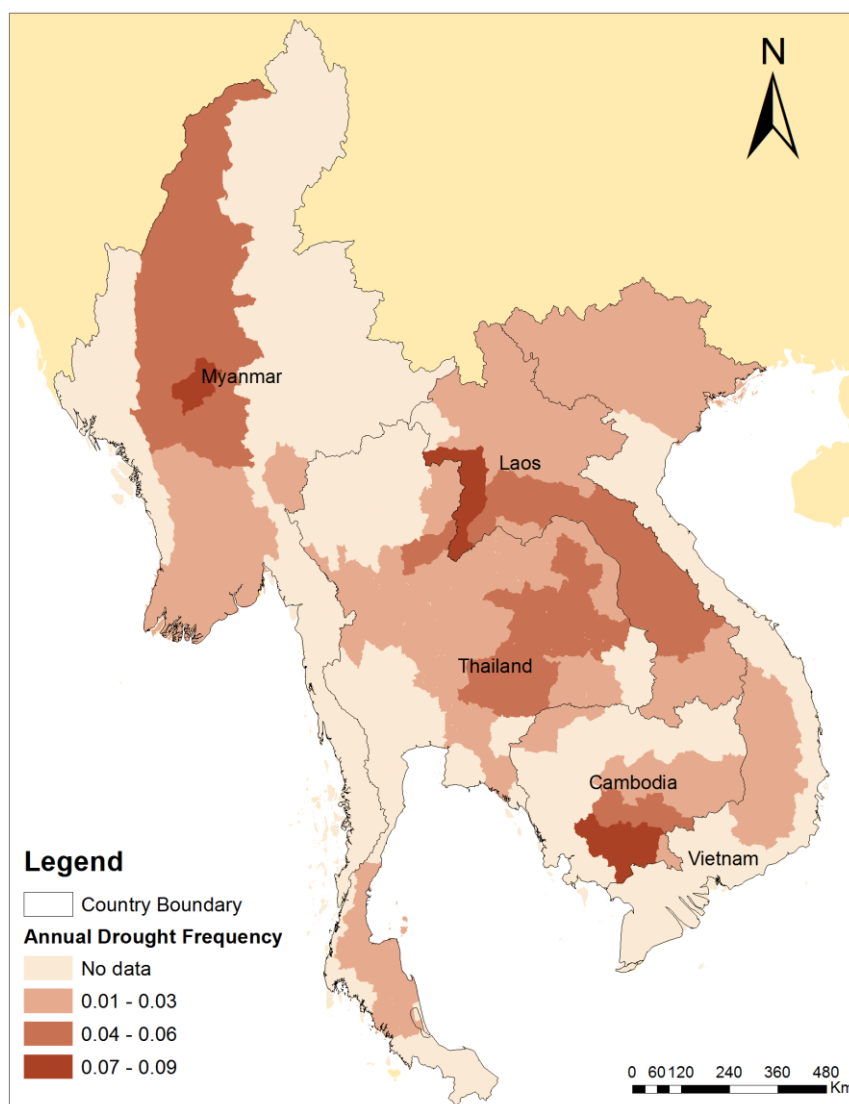 N
Myanmar
Laos
Thailand
Cambodia
Vietnam
Legend
Country Boundary
Annual Drought Frequency
No data
0.01 - 0.03
0.04 - 0.06
0.07 - 0.09
0 60 120 240 360 480
Km